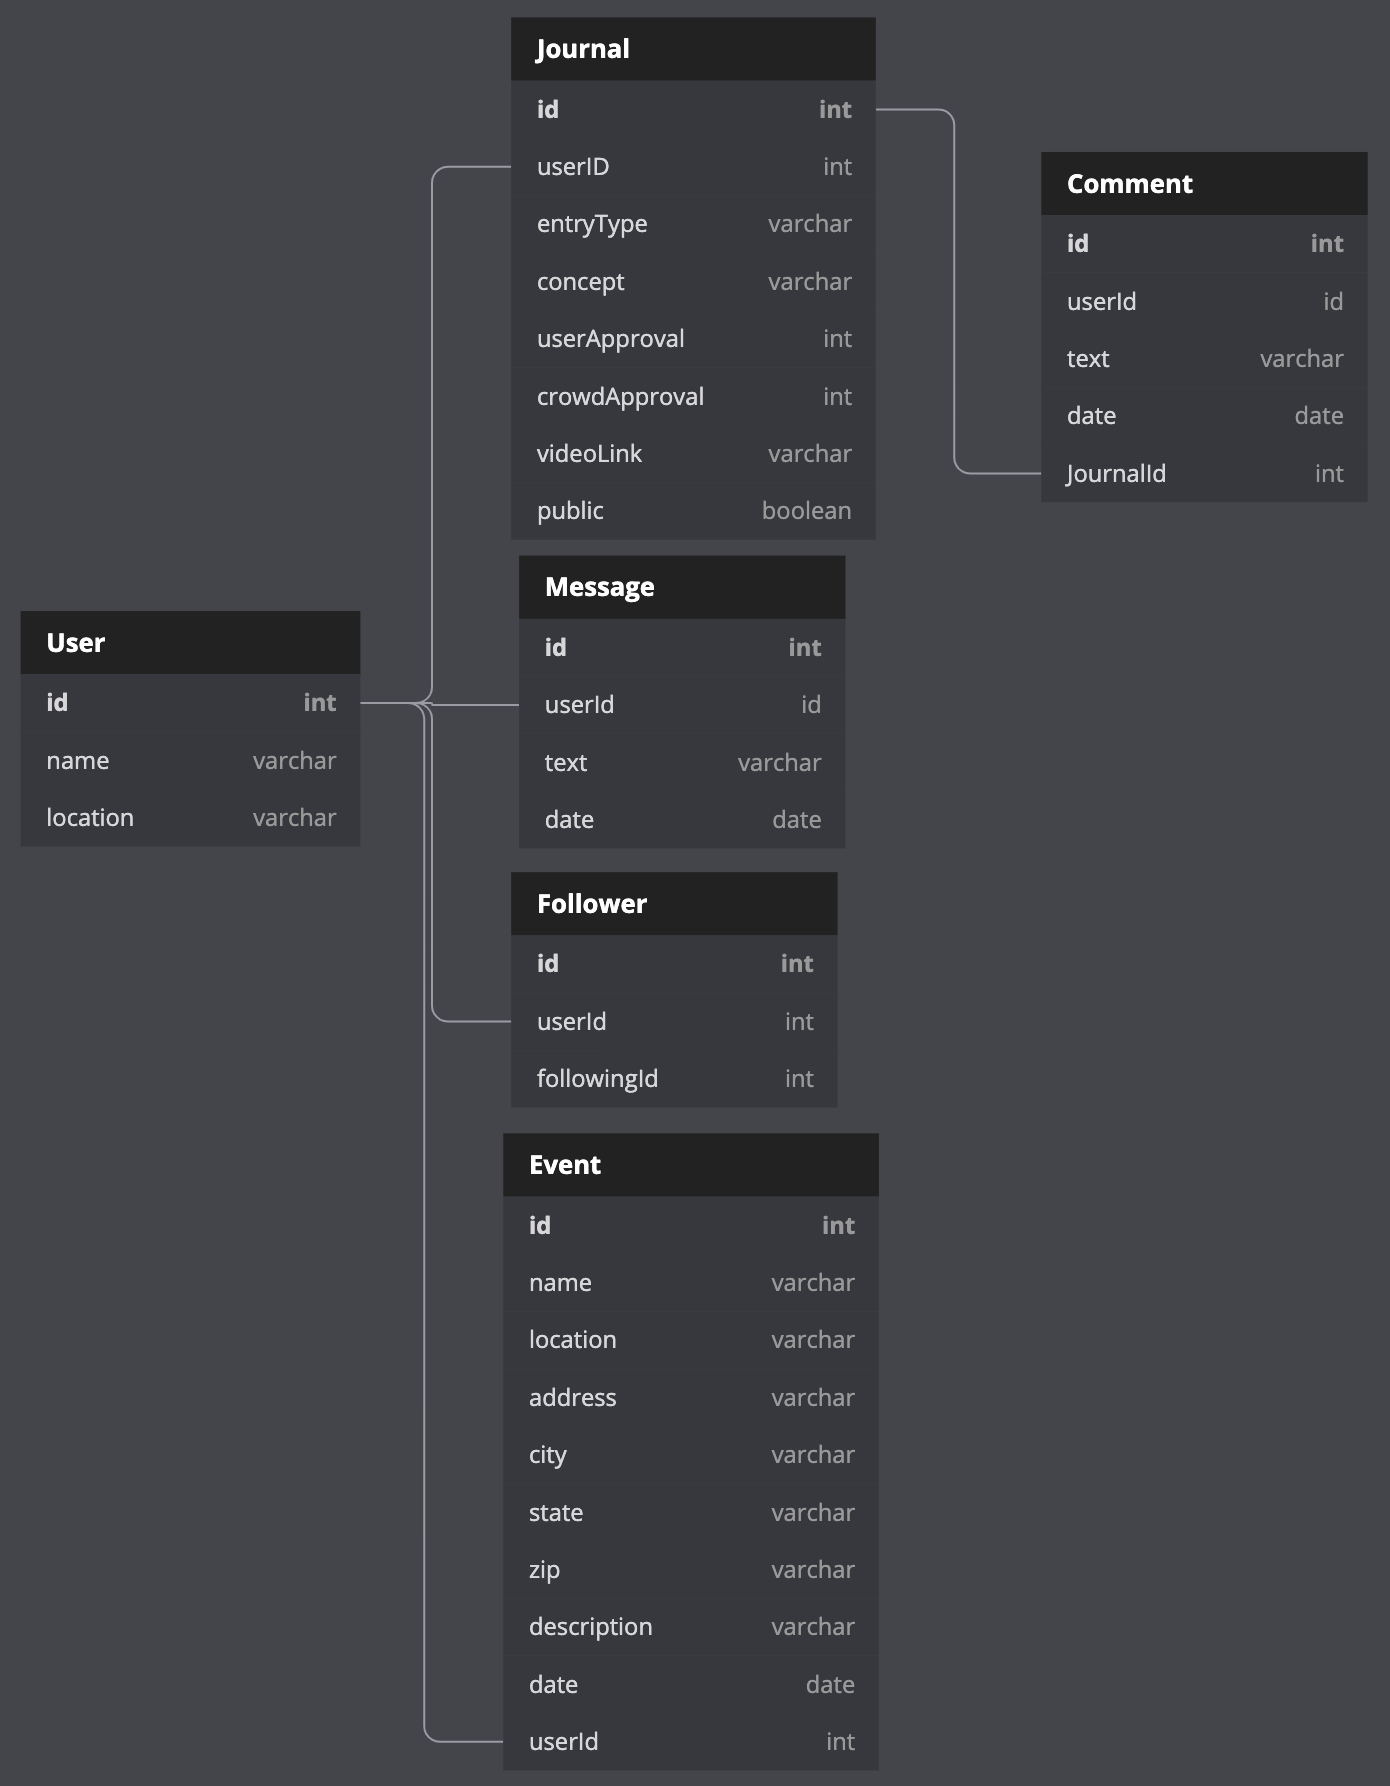 Journal
id int
userID int
entryType varchar
concept varchar
userApproval int
crowdApproval int
videoLink varchar
public boolean
Comment
id int
userId id
text varchar
date date
JournalId int
Message
id int
userId id
text varchar
date date
User
id int
name varchar
location varchar
Follower
id int
userId int
followingId int
Event
id int
name varchar
location varchar
address varchar
city varchar
state varchar
zip varchar
description varchar
date date
userId int